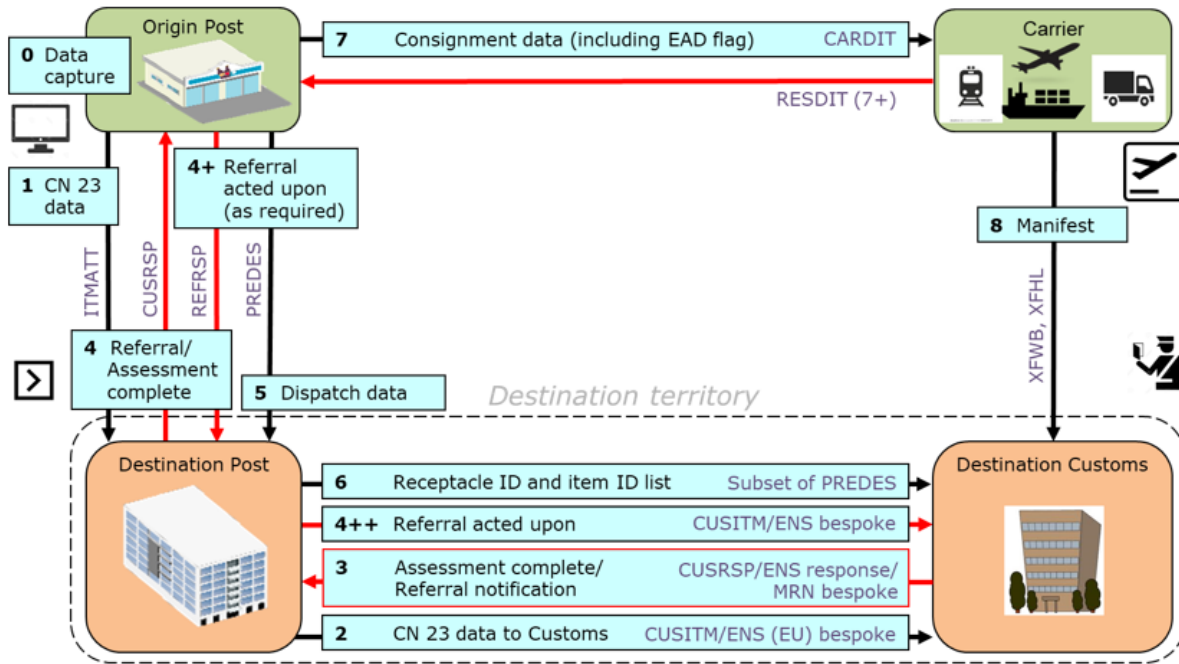 Origin Post
0 Data
capture
7 Consignment data (including EAD flag) CARDIT
RESDIT (7+)
Carrier
1 CN 23
data
4+ Referral
acted upon
(as required)
8 Manifest
ITMATT
CUSRSP
REFRSP
PREDES
XFWB, XFHL
4 Referral/
Assessment
complete
5 Dispatch data
Destination territory
Destination Post
6 Receptacle ID and item ID list Subset of PREDES
4++ Referral acted upon CUSITM/ENS bespoke
3 Assessment complete/ CUSRSP/ENS response/
Referral notification MRN bespoke
2 CN 23 data to Customs CUSITM/ENS (EU) bespoke
Destination Customs